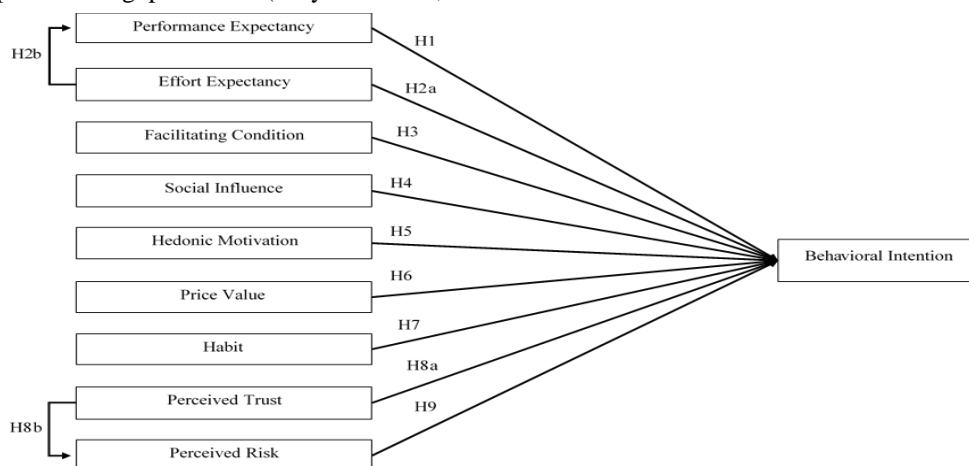 Performance Expectancy
H1
H2b
Effort Expectancy
H2a
Facilitating Condition
H3
Social Influence
H4
Hedonic Motivation
H5
Behavioral Intention
Price Value
H6
Habit
H7
H8a
Perceived Trust
H9
H8b
Perceived Risk